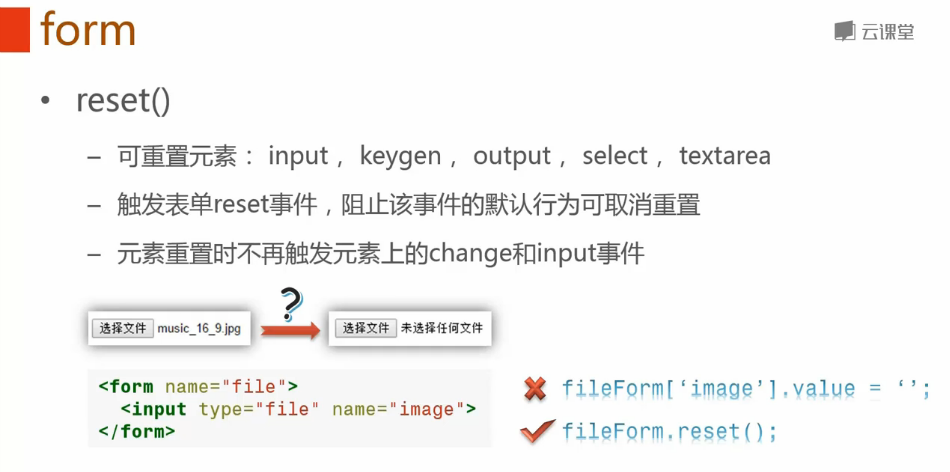 form
云课堂
• reset()
– 可重置元素： input ， keygen ， output ， select ， textarea
– 触发表单reset事件，阻止该事件的默认行为可取消重置
– 元素重置时不再触发元素上的change和input事件
?
选择文件 music_16_9.jpg
选择文件 未选择任何文件
<form name="file">
<input type="file" name="image">
</form>
fileForm[‘image’].value = ‘’;
fileForm.reset();